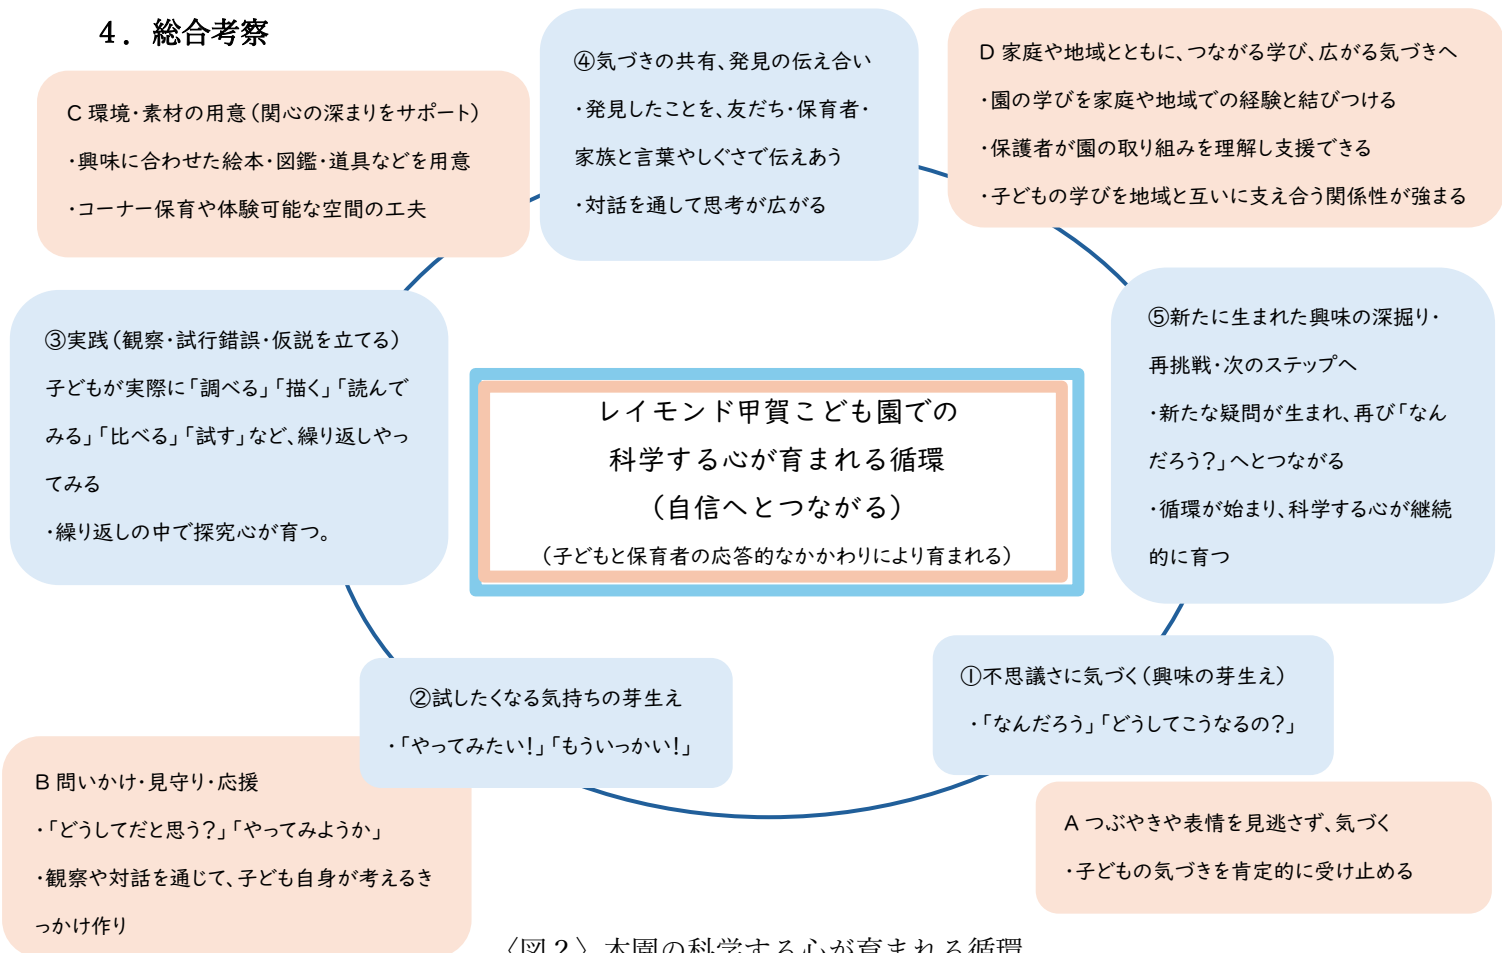 4．総合考察
C 環境・素材の用意（関心の深まりをサポート）
・興味に合わせた絵本・図鑑・道具などを用意
・コーナー保育や体験可能な空間の工夫
④気づきの共有、発見の伝え合い
・発見したことを、友だち・保育者・
家族と言葉やしぐさで伝えあう
・対話を通して思考が広がる
D 家庭や地域とともに、つながる学び、広がる気づきへ
・園の学びを家庭や地域での経験と結びつける
・保護者が園の取り組みを理解し支援できる
・子どもの学びを地域と互いに支え合う関係性が強まる
③実践（観察・試行錯誤・仮説を立てる）
子どもが実際に「調べる」「描く」「読んで
みる」「比べる」「試す」など、繰り返しやっ
てみる
・繰り返しの中で探究心が育つ。
レイモンド甲賀こども園での
科学する心が育まれる循環
（自信へとつながる）
（子どもと保育者の応答的なかかわりにより育まれる）
⑤新たに生まれた興味の深掘り・
再挑戦・次のステップへ
・新たな疑問が生まれ、再び「なん
だろう？」へとつながる
・循環が始まり、科学する心が継続
的に育つ
②試したくなる気持ちの芽生え
・「やってみたい！」「もういっかい！」
①不思議さに気づく（興味の芽生え）
・「なんだろう」「どうしてこうなるの？」
B 問いかけ・見守り・応援
・「どうしてだと思う？」「やってみようか」
・観察や対話を通じて、子ども自身が考えるき
っかけ作り
A つぶやきや表情を見逃さず、気づく
・子どもの気づきを肯定的に受け止める
〈図２〉本園の科学する心が育まれる循環